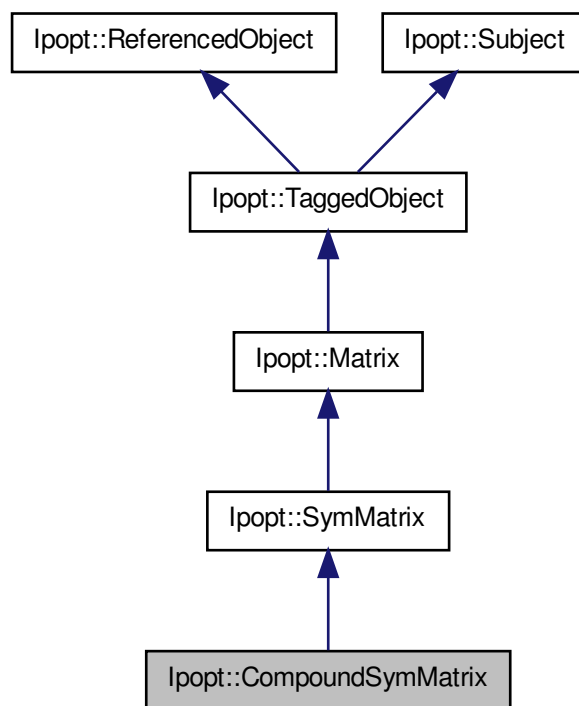 Ipopt::ReferencedObject
Ipopt::Subject
Ipopt::TaggedObject
Ipopt::Matrix
Ipopt::SymMatrix
Ipopt::CompoundSymMatrix